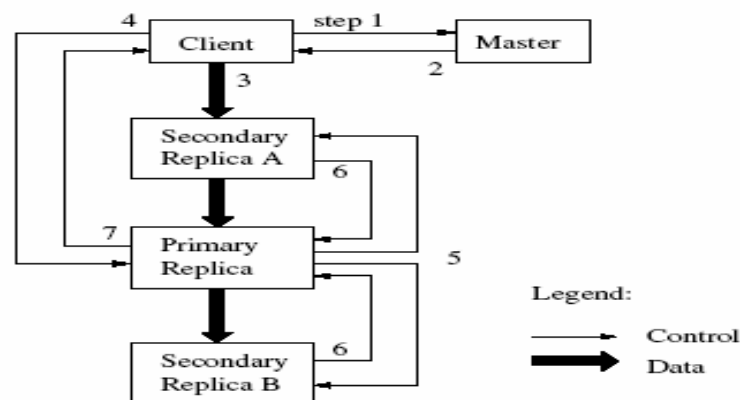 4
step 1
Client
Master
2
3
Secondary
Replica A
6
7
Primary
Replica
5
Legend:
6
Control
Secondary
Replica B
Data